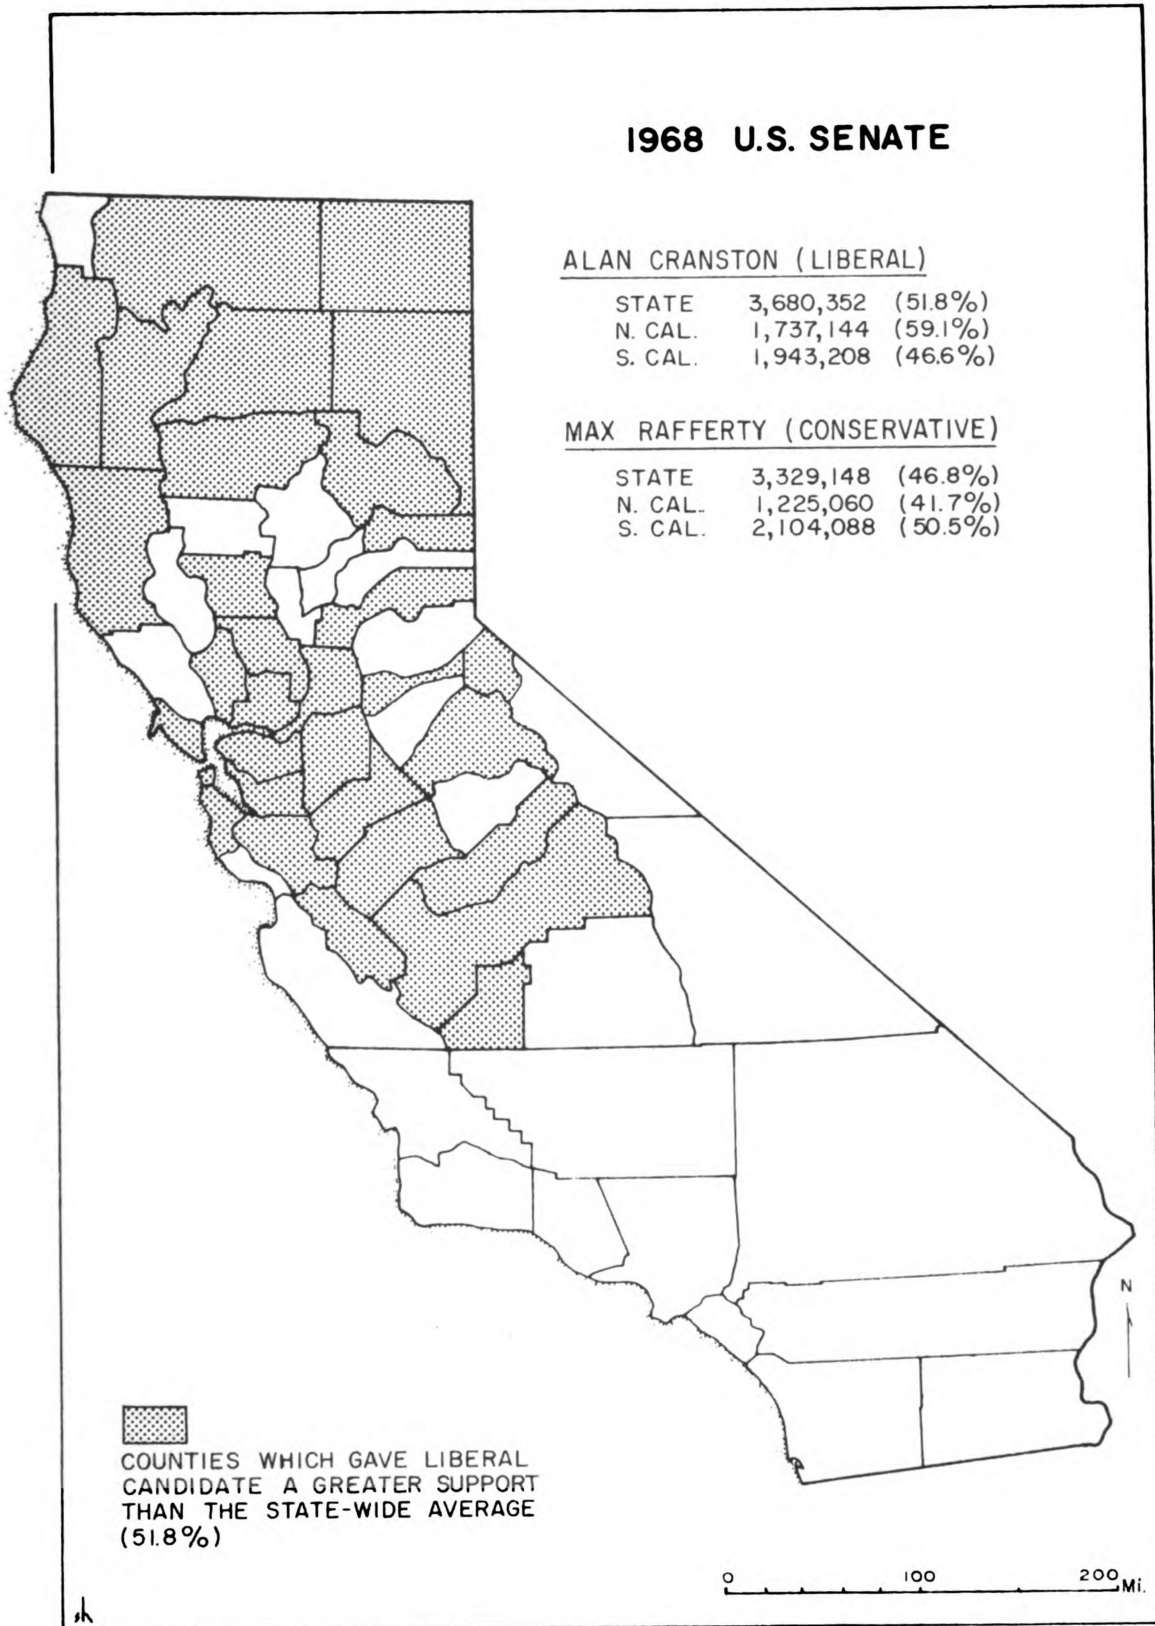 1968 U.S. SENATE
ALAN CRANSTON (LIBERAL)
STATE 3,680,352 (51.8%)
N. CAL. 1,737,144 (59.1%)
S. CAL. 1,943,208 (46.6%)
MAX RAFFERTY (CONSERVATIVE)
STATE 3,329,148 (46.8%)
N. CAL. 1,225,060 (41.7%)
S. CAL. 2,104,088 (50.5%)
N
COUNTIES WHICH GAVE LIBERAL
CANDIDATE A GREATER SUPPORT
THAN THE STATE-WIDE AVERAGE
(51.8%)
0 100 200 Mi.
sh